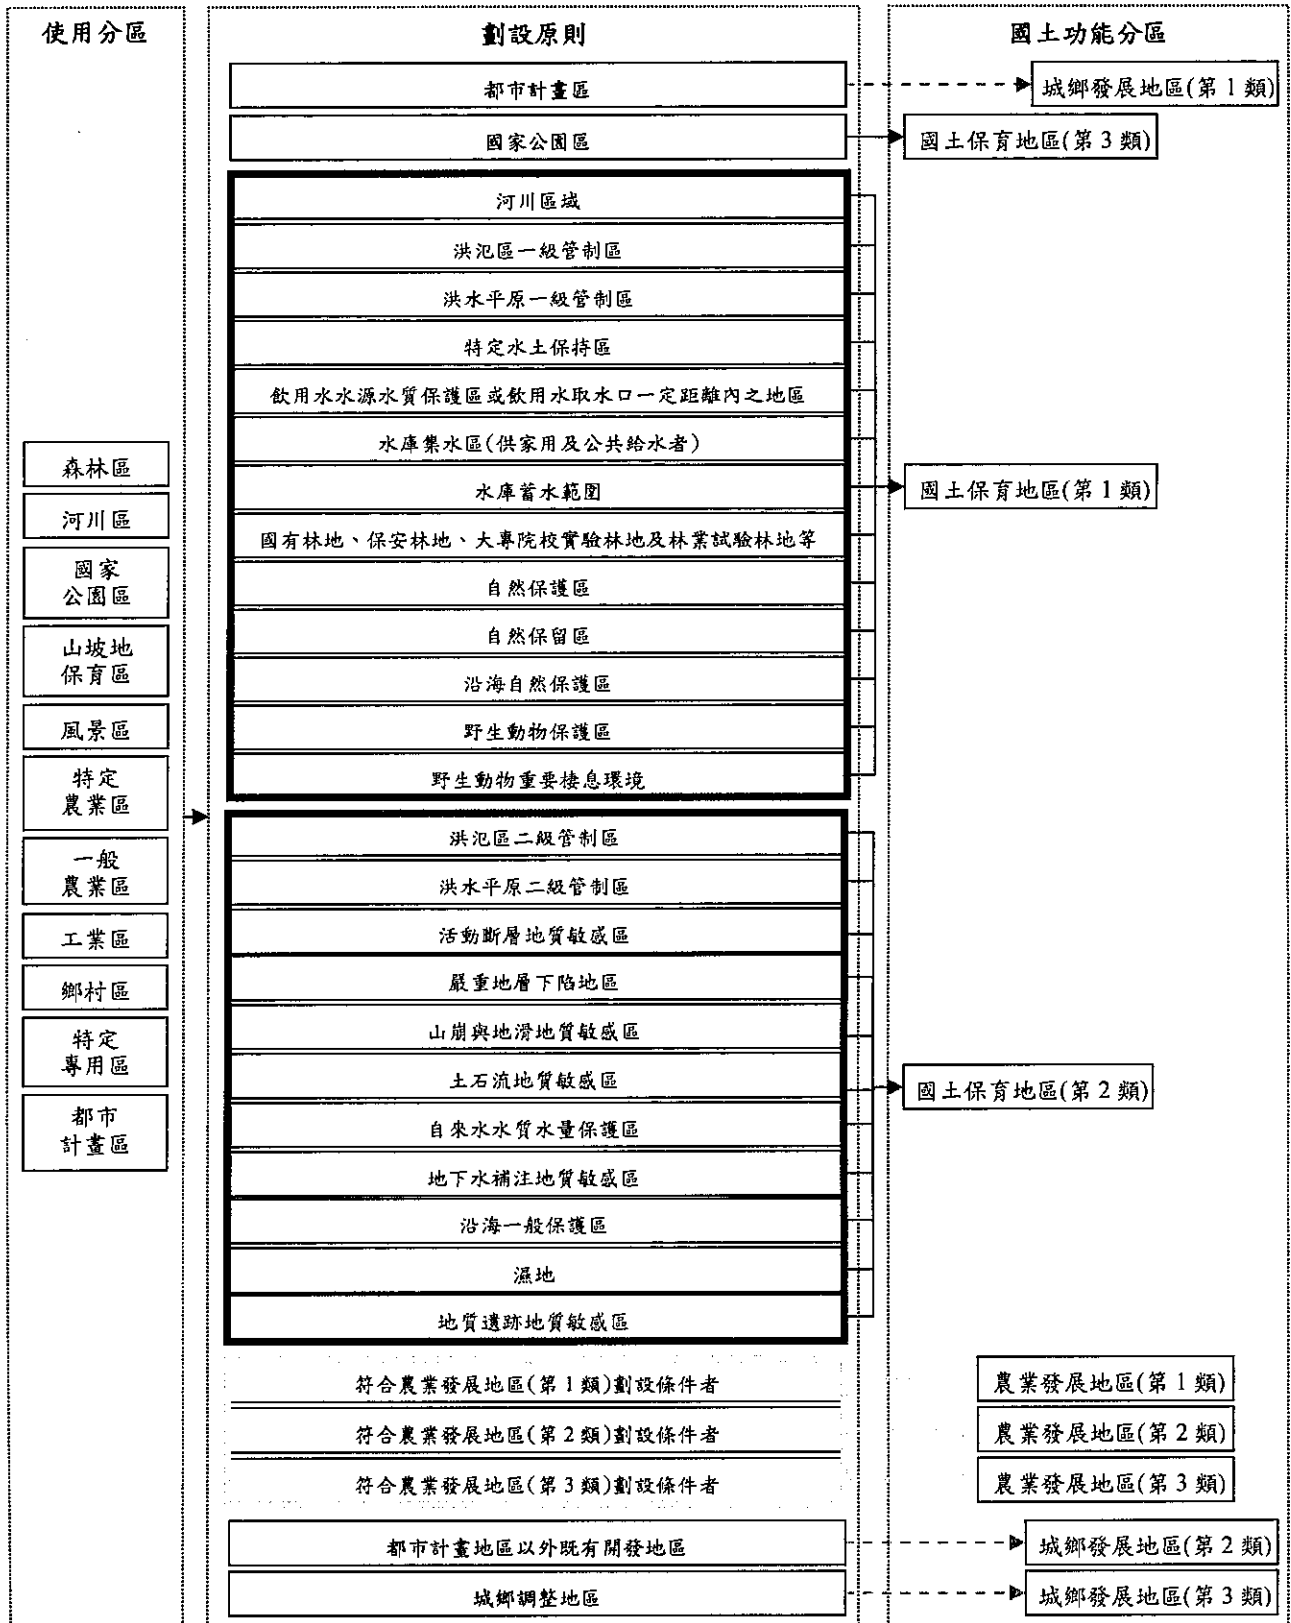 使用分區
劃設原則
國土功能分區
都市計畫區
城鄉發展地區(第1類)
國家公園區
國土保育地區(第3類)
河川區域
洪氾區一級管制區
洪水平原一級管制區
特定水土保持區
飲用水水源水質保護區或飲用水取水口一定距離內之地區
水庫集水區(供家用及公共給水者)
水庫蓄水範圍
國有林地、保安林地、大專院校實驗林地及林業試驗林地等
自然保護區
自然保留區
沿海自然保護區
野生動物保護區
野生動物重要棲息環境
國土保育地區(第1類)
森林區
河川區
國家
公園區
山坡地
保育區
風景區
特定
農業區
一般
農業區
工業區
鄉村區
特定
專用區
都市
計畫區
洪氾區二級管制區
洪水平原二級管制區
活動斷層地質敏感區
嚴重地層下陷地區
山崩與地滑地質敏感區
土石流地質敏感區
自來水水質水量保護區
地下水補注地質敏感區
沿海一般保護區
濕地
地質遺跡地質敏感區
國土保育地區(第2類)
符合農業發展地區(第1類)劃設條件者
農業發展地區(第1類)
符合農業發展地區(第2類)劃設條件者
農業發展地區(第2類)
符合農業發展地區(第3類)劃設條件者
農業發展地區(第3類)
都市計畫地區以外既有開發地區
城鄉發展地區(第2類)
城鄉調整地區
城鄉發展地區(第3類)